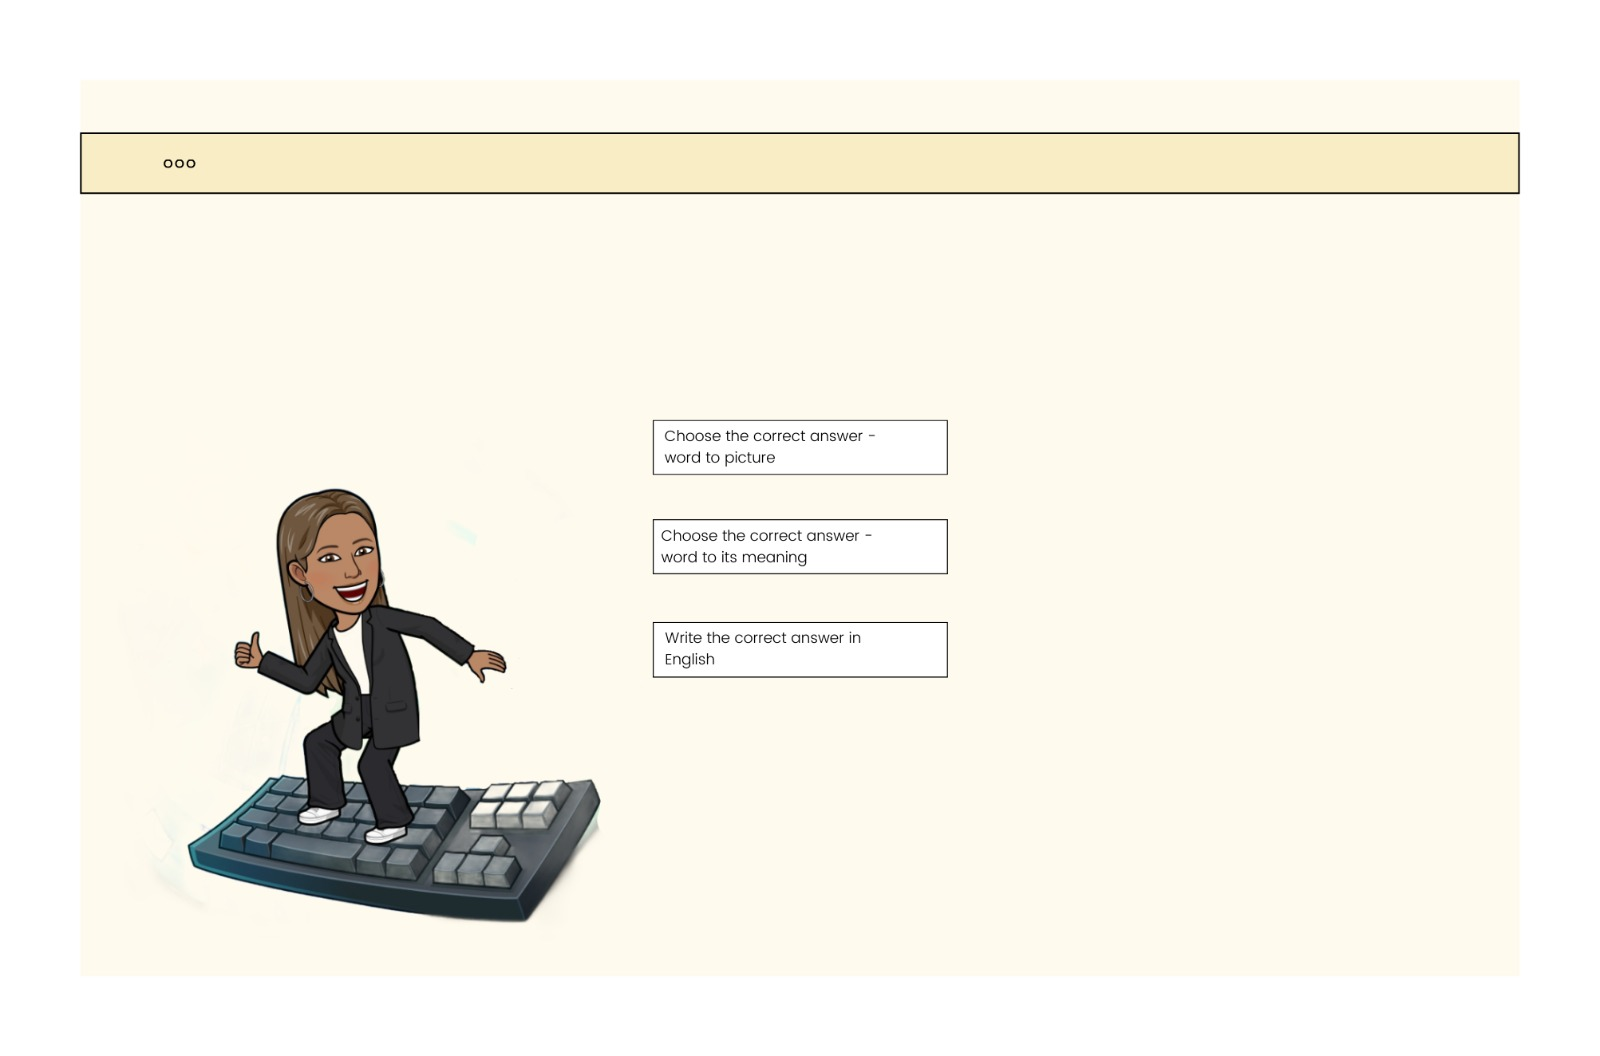 ooo
Choose the correct answer -
word to picture
Choose the correct answer -
word to its meaning
Write the correct answer in
English